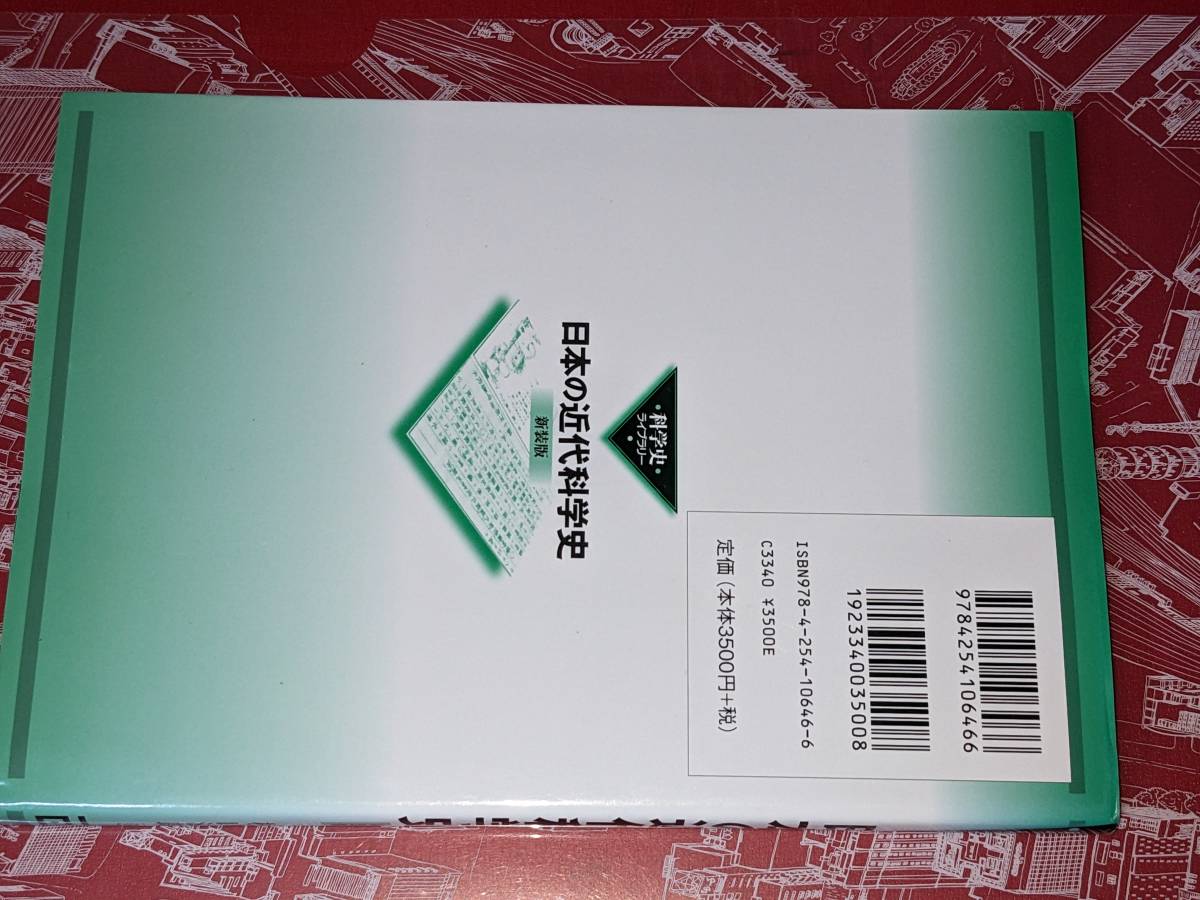 9784254106466
1923340035008
ISBN978-4-254-10646-6
C3340 ¥3500E
定価（本体3500円+税）
・科学史・
ライブラリー・
日本の近代科学史
新装版